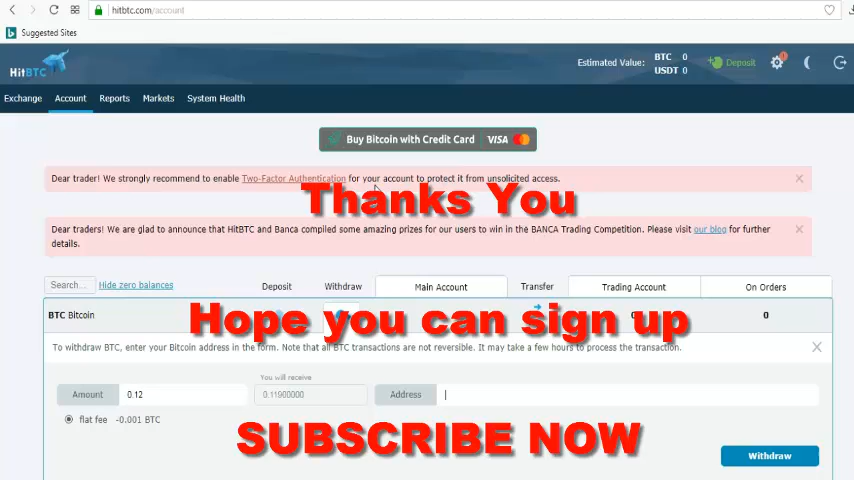 hitbtc.com/account
Suggested Sites
HitBTC
Estimated Value:
BTC 0
USDT 0
Deposit
Exchange
Account
Reports
Markets
System Health
Buy Bitcoin with Credit Card VISA
Dear trader! We strongly recommend to enable Two-Factor Authentication for your account to protect it from unsolicited access.
Thanks You
Dear traders! We are glad to announce that HitBTC and Banca compiled some amazing prizes for our users to win in the BANCA Trading Competition. Please visit our blog for further
details.
Search...
Hide zero balances
Deposit
Withdraw
Main Account
Transfer
Trading Account
On Orders
BTC Bitcoin
0
Hope you can sign up
To withdraw BTC, enter your Bitcoin address in the form. Note that all BTC transactions are not reversible. It may take a few hours to process the transaction.
You will receive
Amount
0.12
0.11900000
Address
flat fee -0.001 BTC
SUBSCRIBE NOW
Withdraw